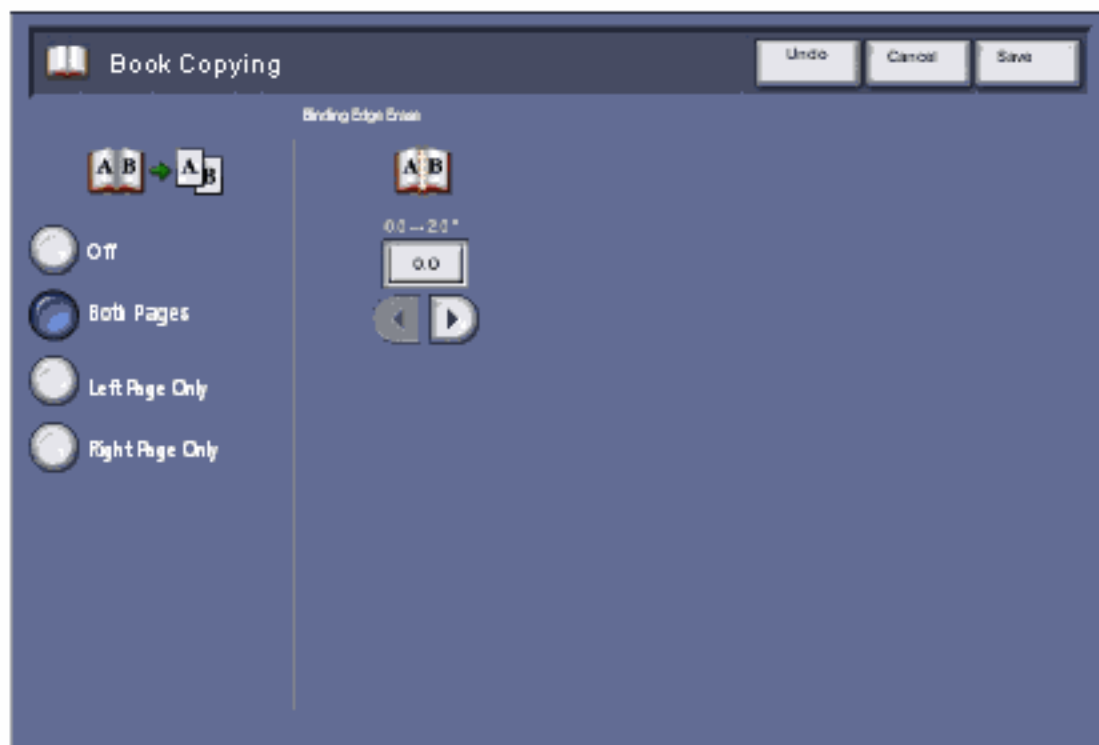 Book Copying
Undo
Cancel
Save
Binding Edge Erase
A B A B
A B
0.0 — 2.0 "
0.0
Off
Both Pages
Left Page Only
Right Page Only